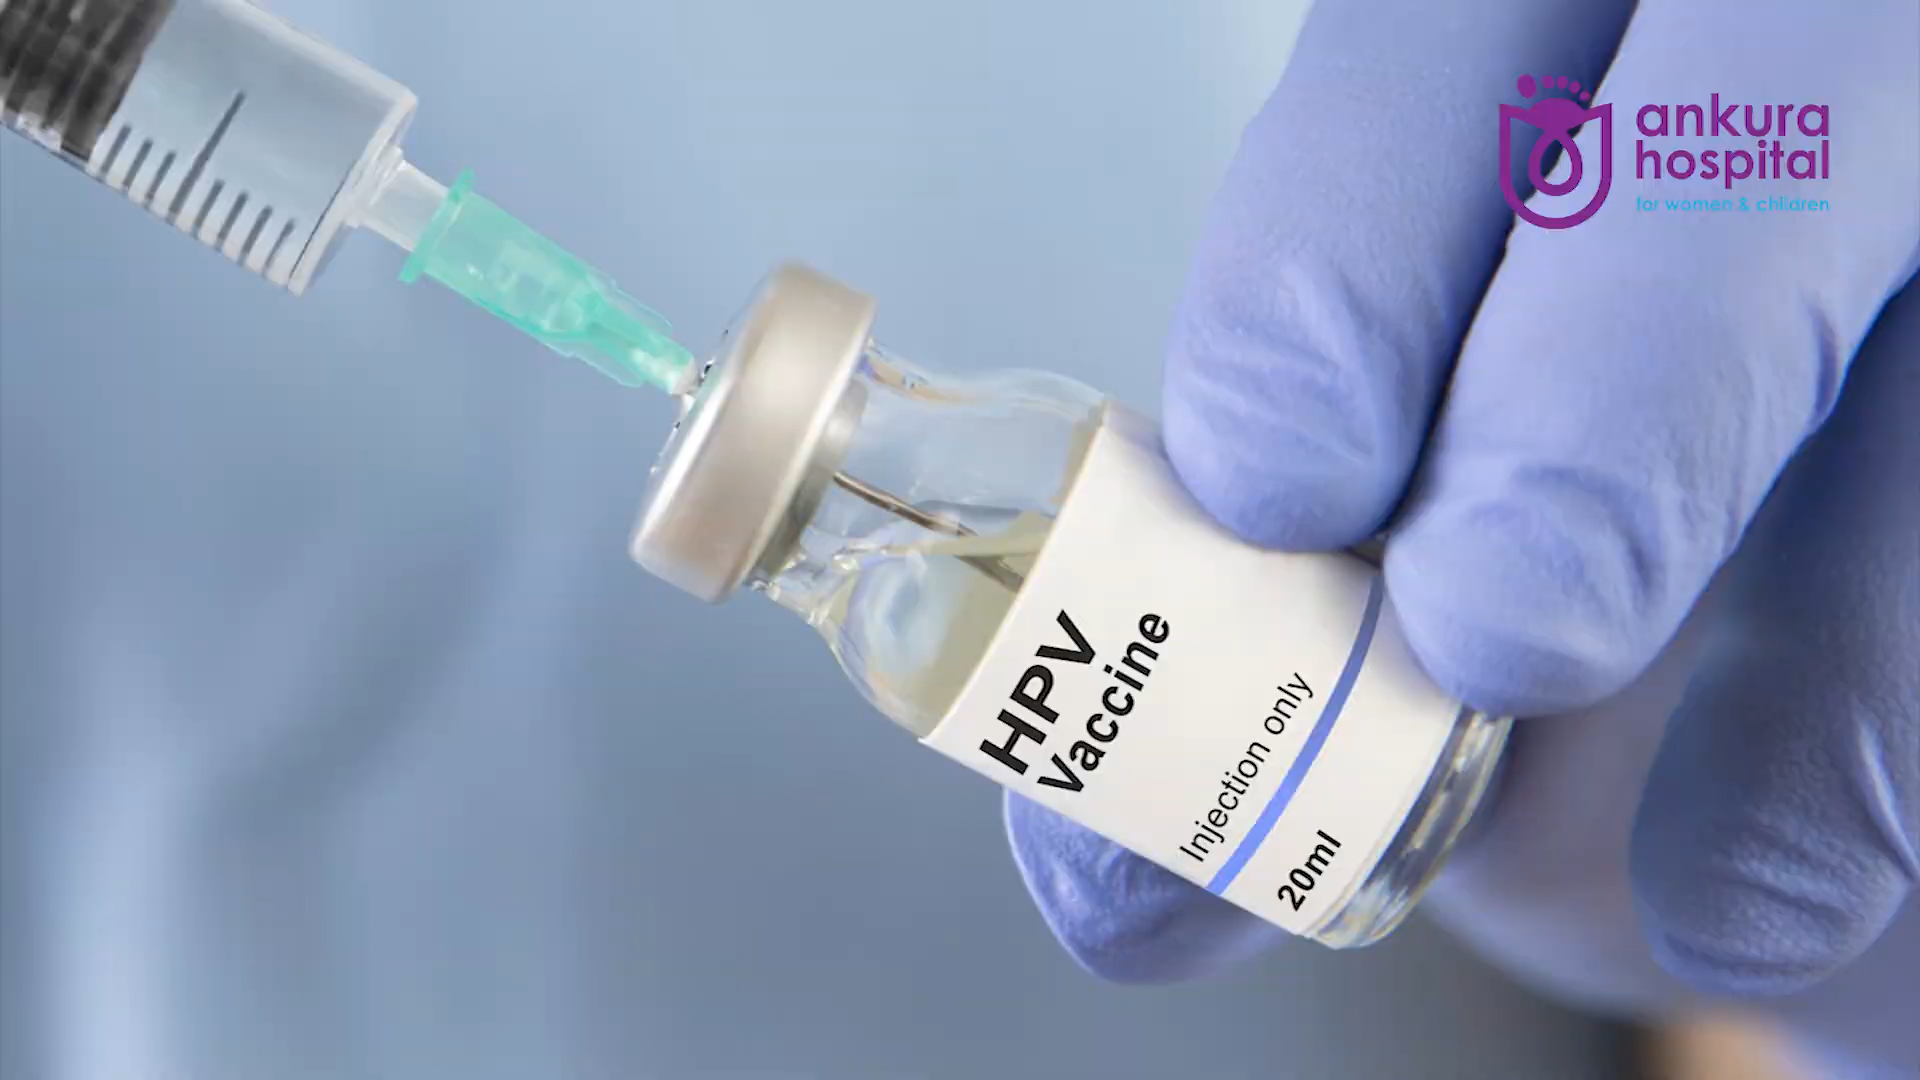 ankura
hospital
for women & children
HPV
Vaccine
Injection only
20ml